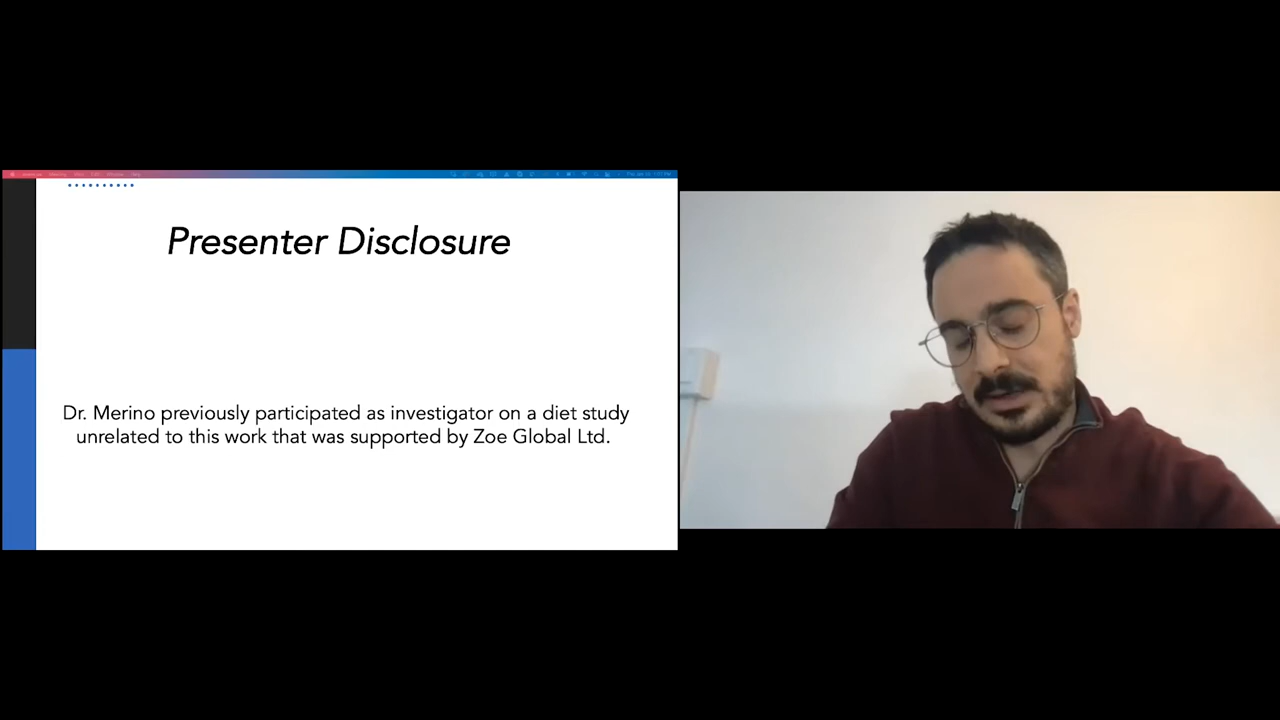 Presenter Disclosure
Dr. Merino previously participated as investigator on a diet study
unrelated to this work that was supported by Zoe Global Ltd.